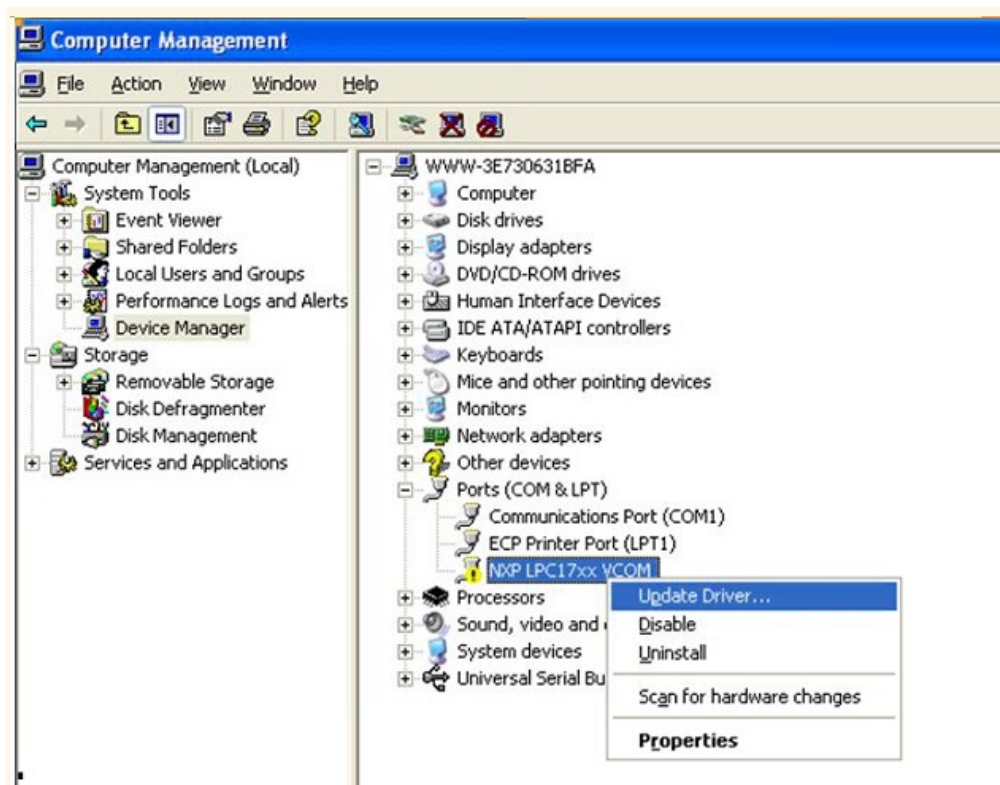 Computer Management
File Action View Window Help
Computer Management (Local)
System Tools
Event Viewer
Shared Folders
Local Users and Groups
Performance Logs and Alerts
Device Manager
Storage
Removable Storage
Disk Defragmenter
Disk Management
Services and Applications
WWW-3E730631BFA
Computer
Disk drives
Display adapters
DVD/CD-ROM drives
Human Interface Devices
IDE ATA/ATAPI controllers
Keyboards
Mice and other pointing devices
Monitors
Network adapters
Other devices
Ports (COM & LPT)
Communications Port (COM1)
ECP Printer Port (LPT1)
NXP LPC17xx VCOM
Processors
Sound, video and
System devices
Universal Serial Bu
Update Driver...
Disable
Uninstall
Scan for hardware changes
Properties